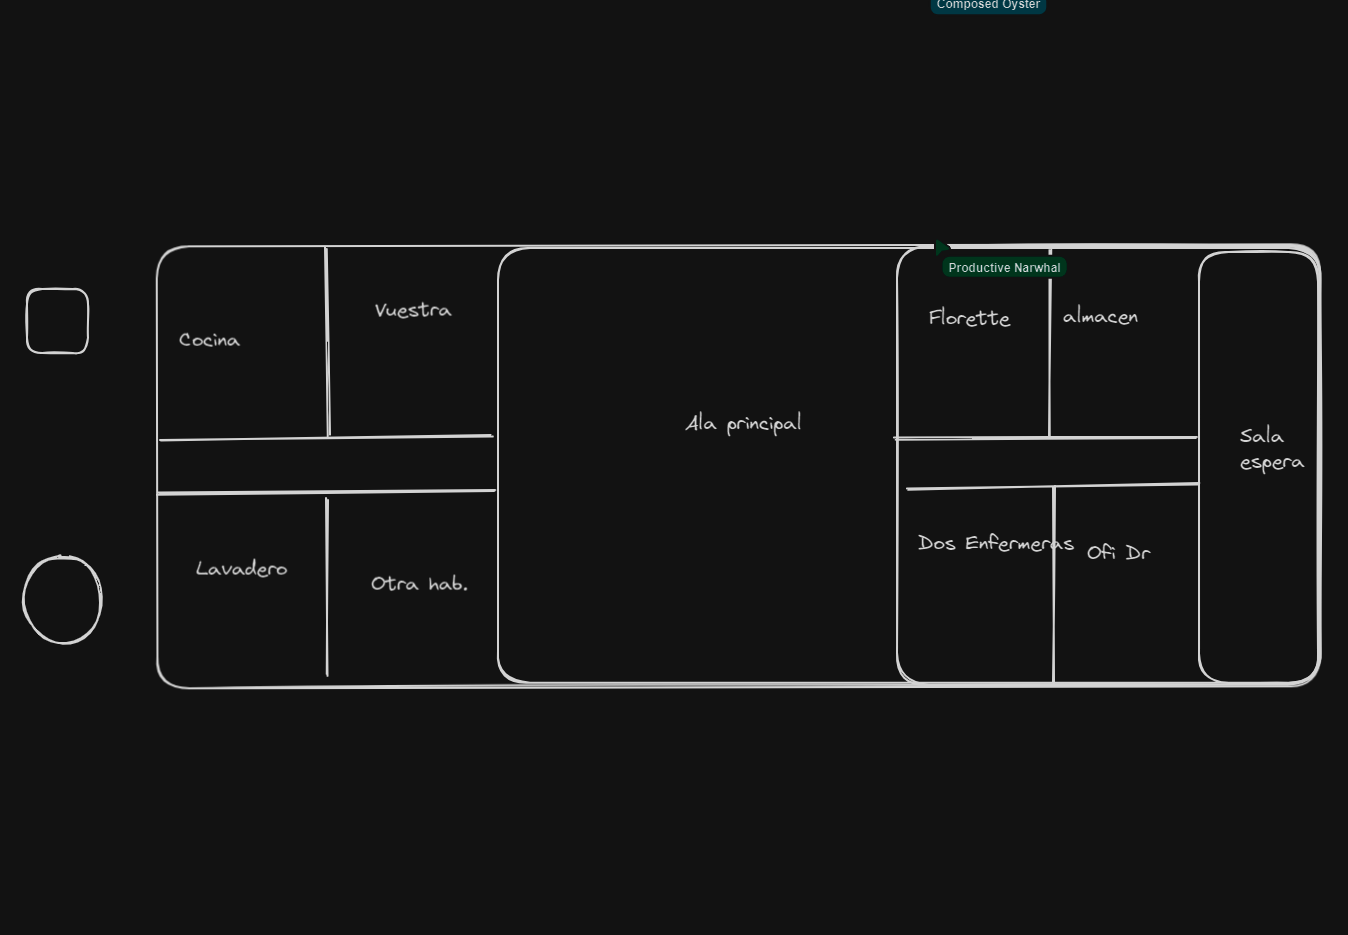 Composed Oyster
Productive Narwhal
Vuestra
Florette
almacen
Cocina
Ala principal
Sala
espera
Dos Enfermeras
Ofi Dr
Lavadero
Otra hab.